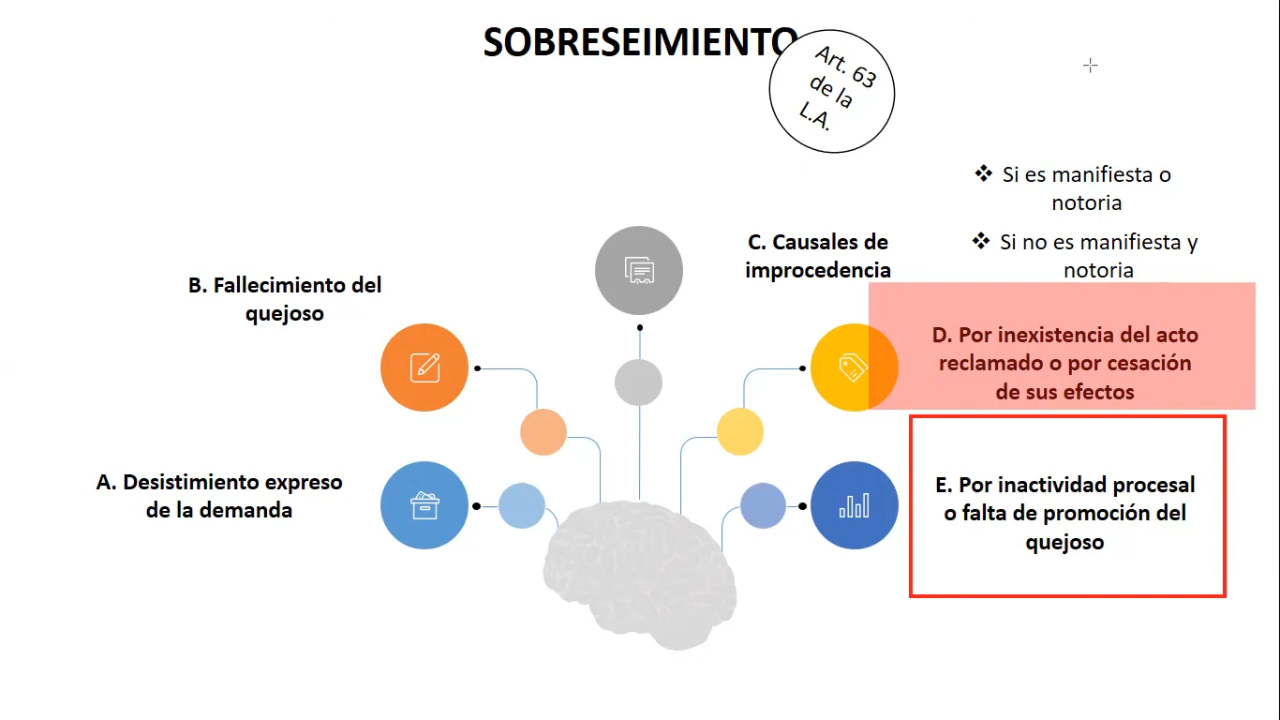 SOBRESEIMIENTO
Art. 63
de la
L.A.
❖ Si es manifiesta o
notoria
❖ Si no es manifiesta y
notoria
C. Causales de
improcedencia
B. Fallecimiento del
quejoso
D. Por inexistencia del acto
reclamado o por cesación
de sus efectos
A. Desistimiento expreso
de la demanda
E. Por inactividad procesal
o falta de promoción del
quejoso